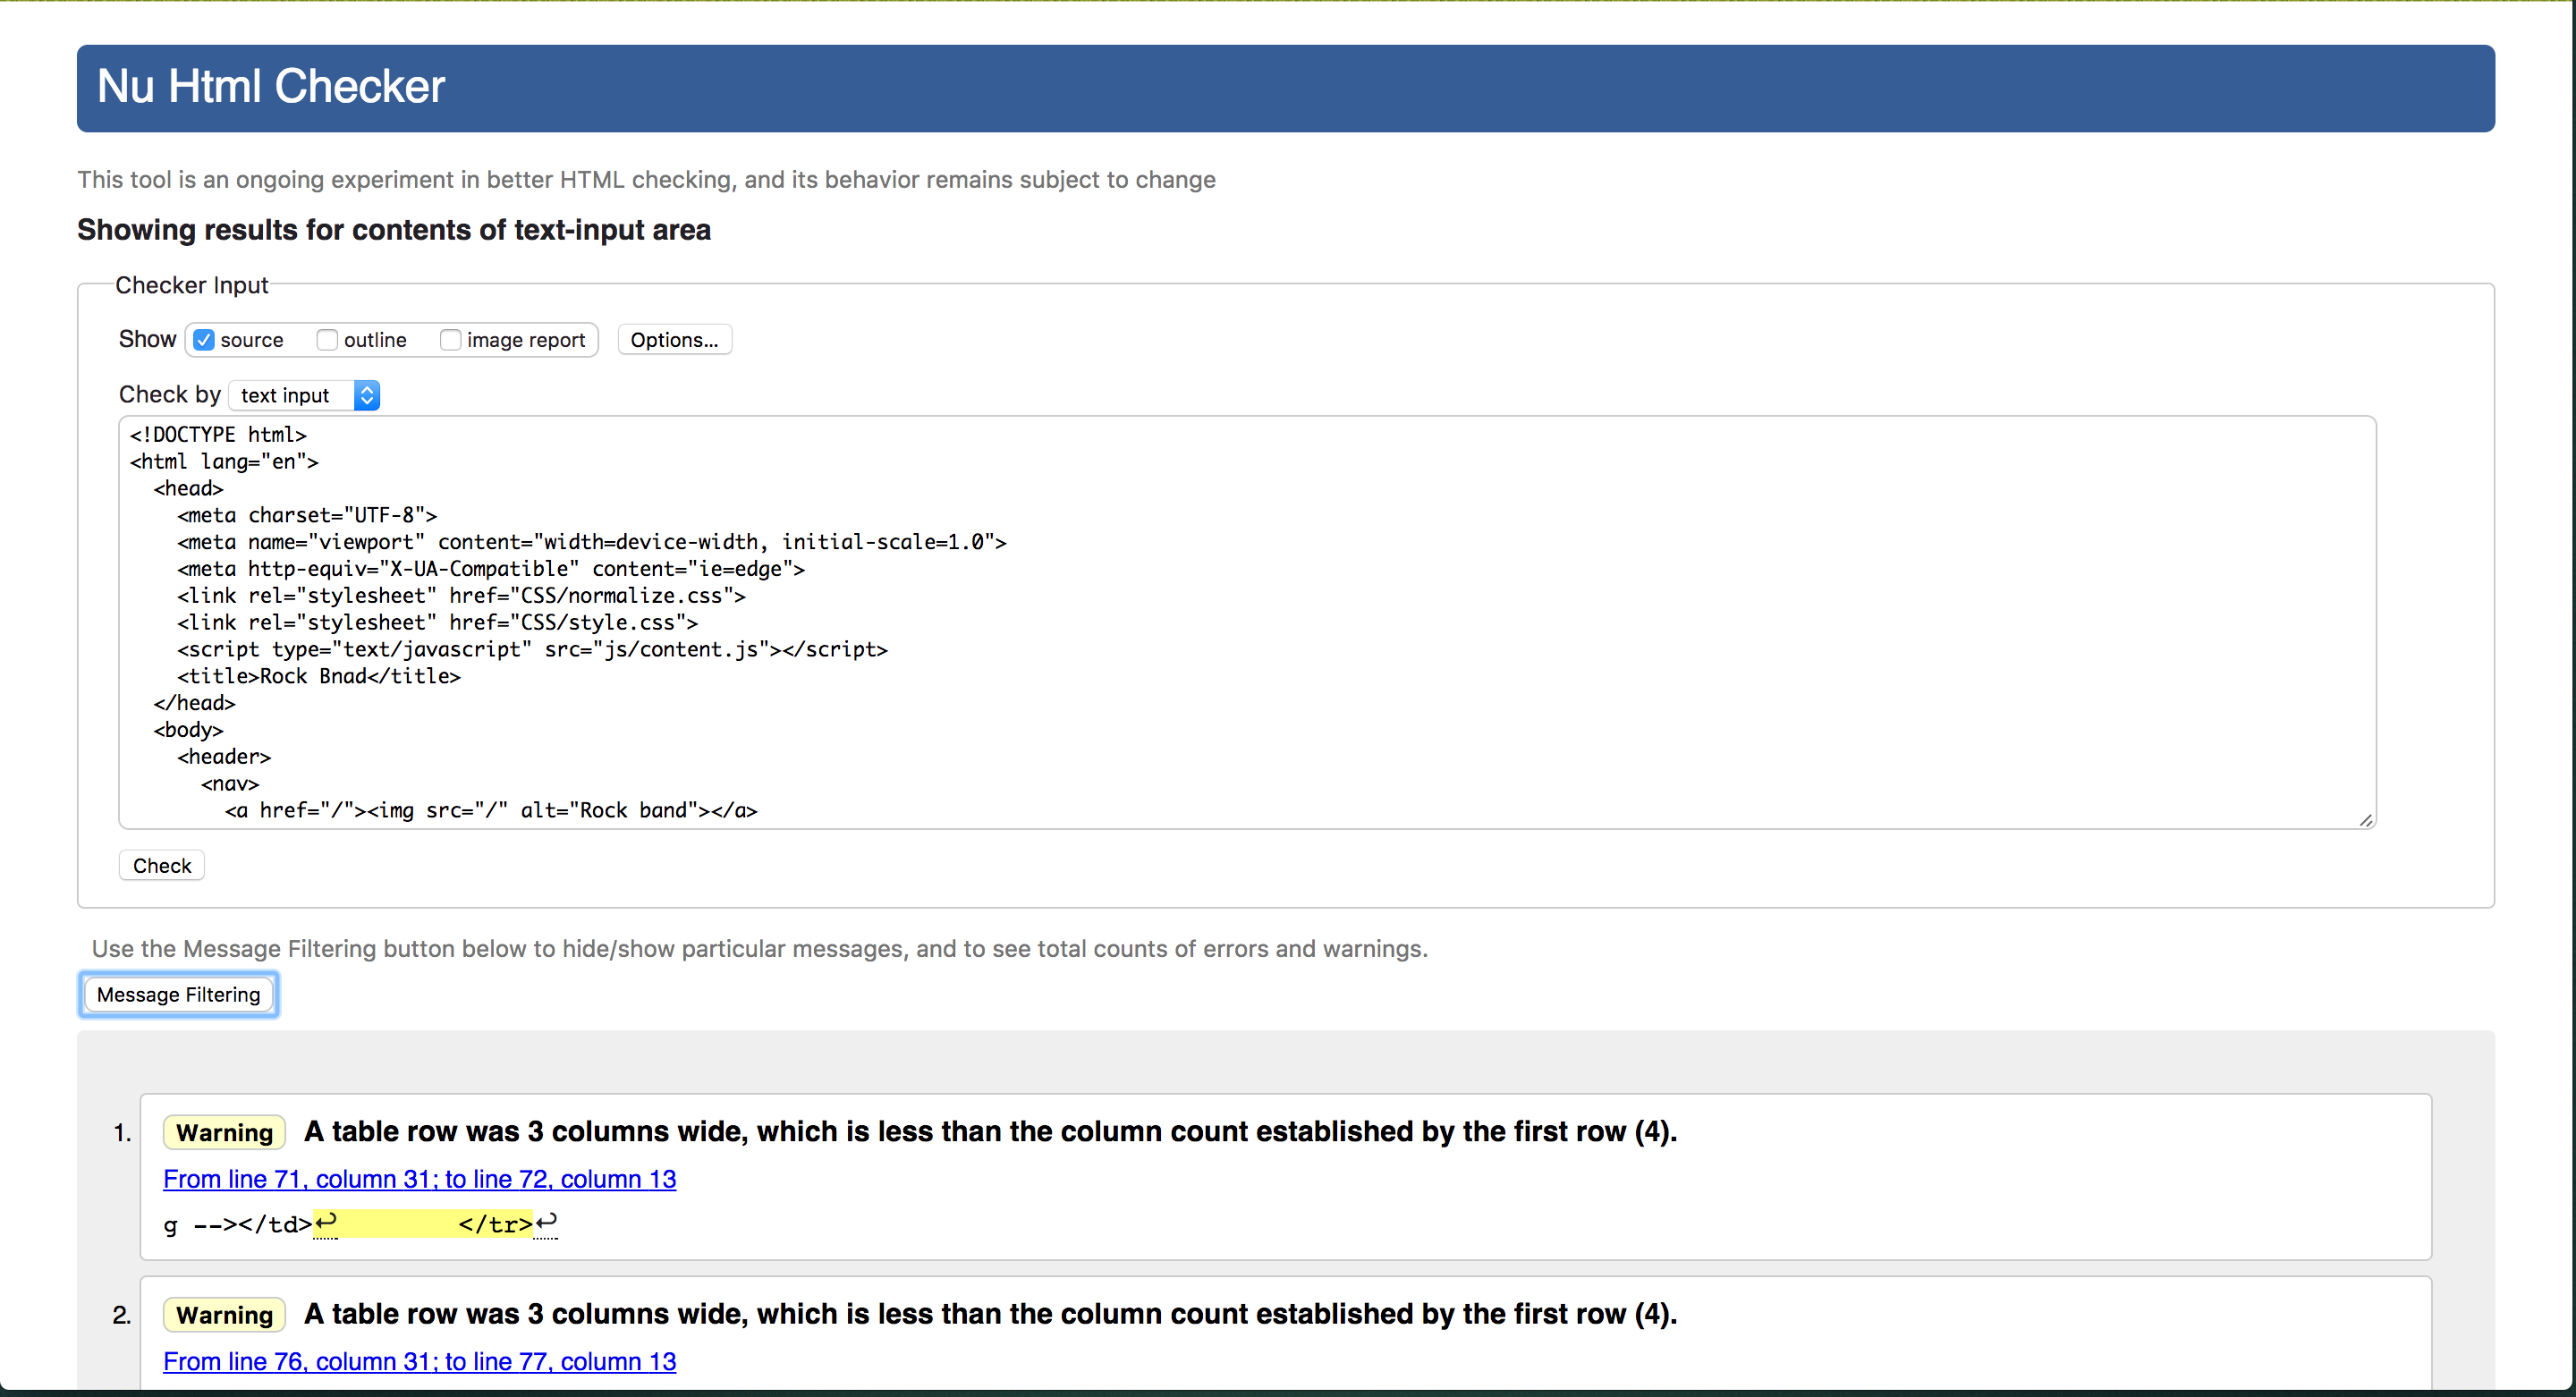 Nu Html Checker
This tool is an ongoing experiment in better HTML checking, and its behavior remains subject to change
Showing results for contents of text-input area
Checker Input
Show source outline image report Options...
Check by text input
<!DOCTYPE html>
<html lang="en">
<head>
<meta charset="UTF-8">
<meta name="viewport" content="width=device-width, initial-scale=1.0">
<meta http-equiv="X-UA-Compatible" content="ie=edge">
<link rel="stylesheet" href="CSS/normalize.css">
<link rel="stylesheet" href="CSS/style.css">
<script type="text/javascript" src="js/content.js"></script>
<title>Rock Bnad</title>
</head>
<body>
<header>
<nav>
<a href="/"><img src="/" alt="Rock band"></a>
Check
Use the Message Filtering button below to hide/show particular messages, and to see total counts of errors and warnings.
Message Filtering
1. Warning A table row was 3 columns wide, which is less than the column count established by the first row (4).
From line 71, column 31; to line 72, column 13
g --></td>↩ </tr>↩
2. Warning A table row was 3 columns wide, which is less than the column count established by the first row (4).
From line 76, column 31; to line 77, column 13